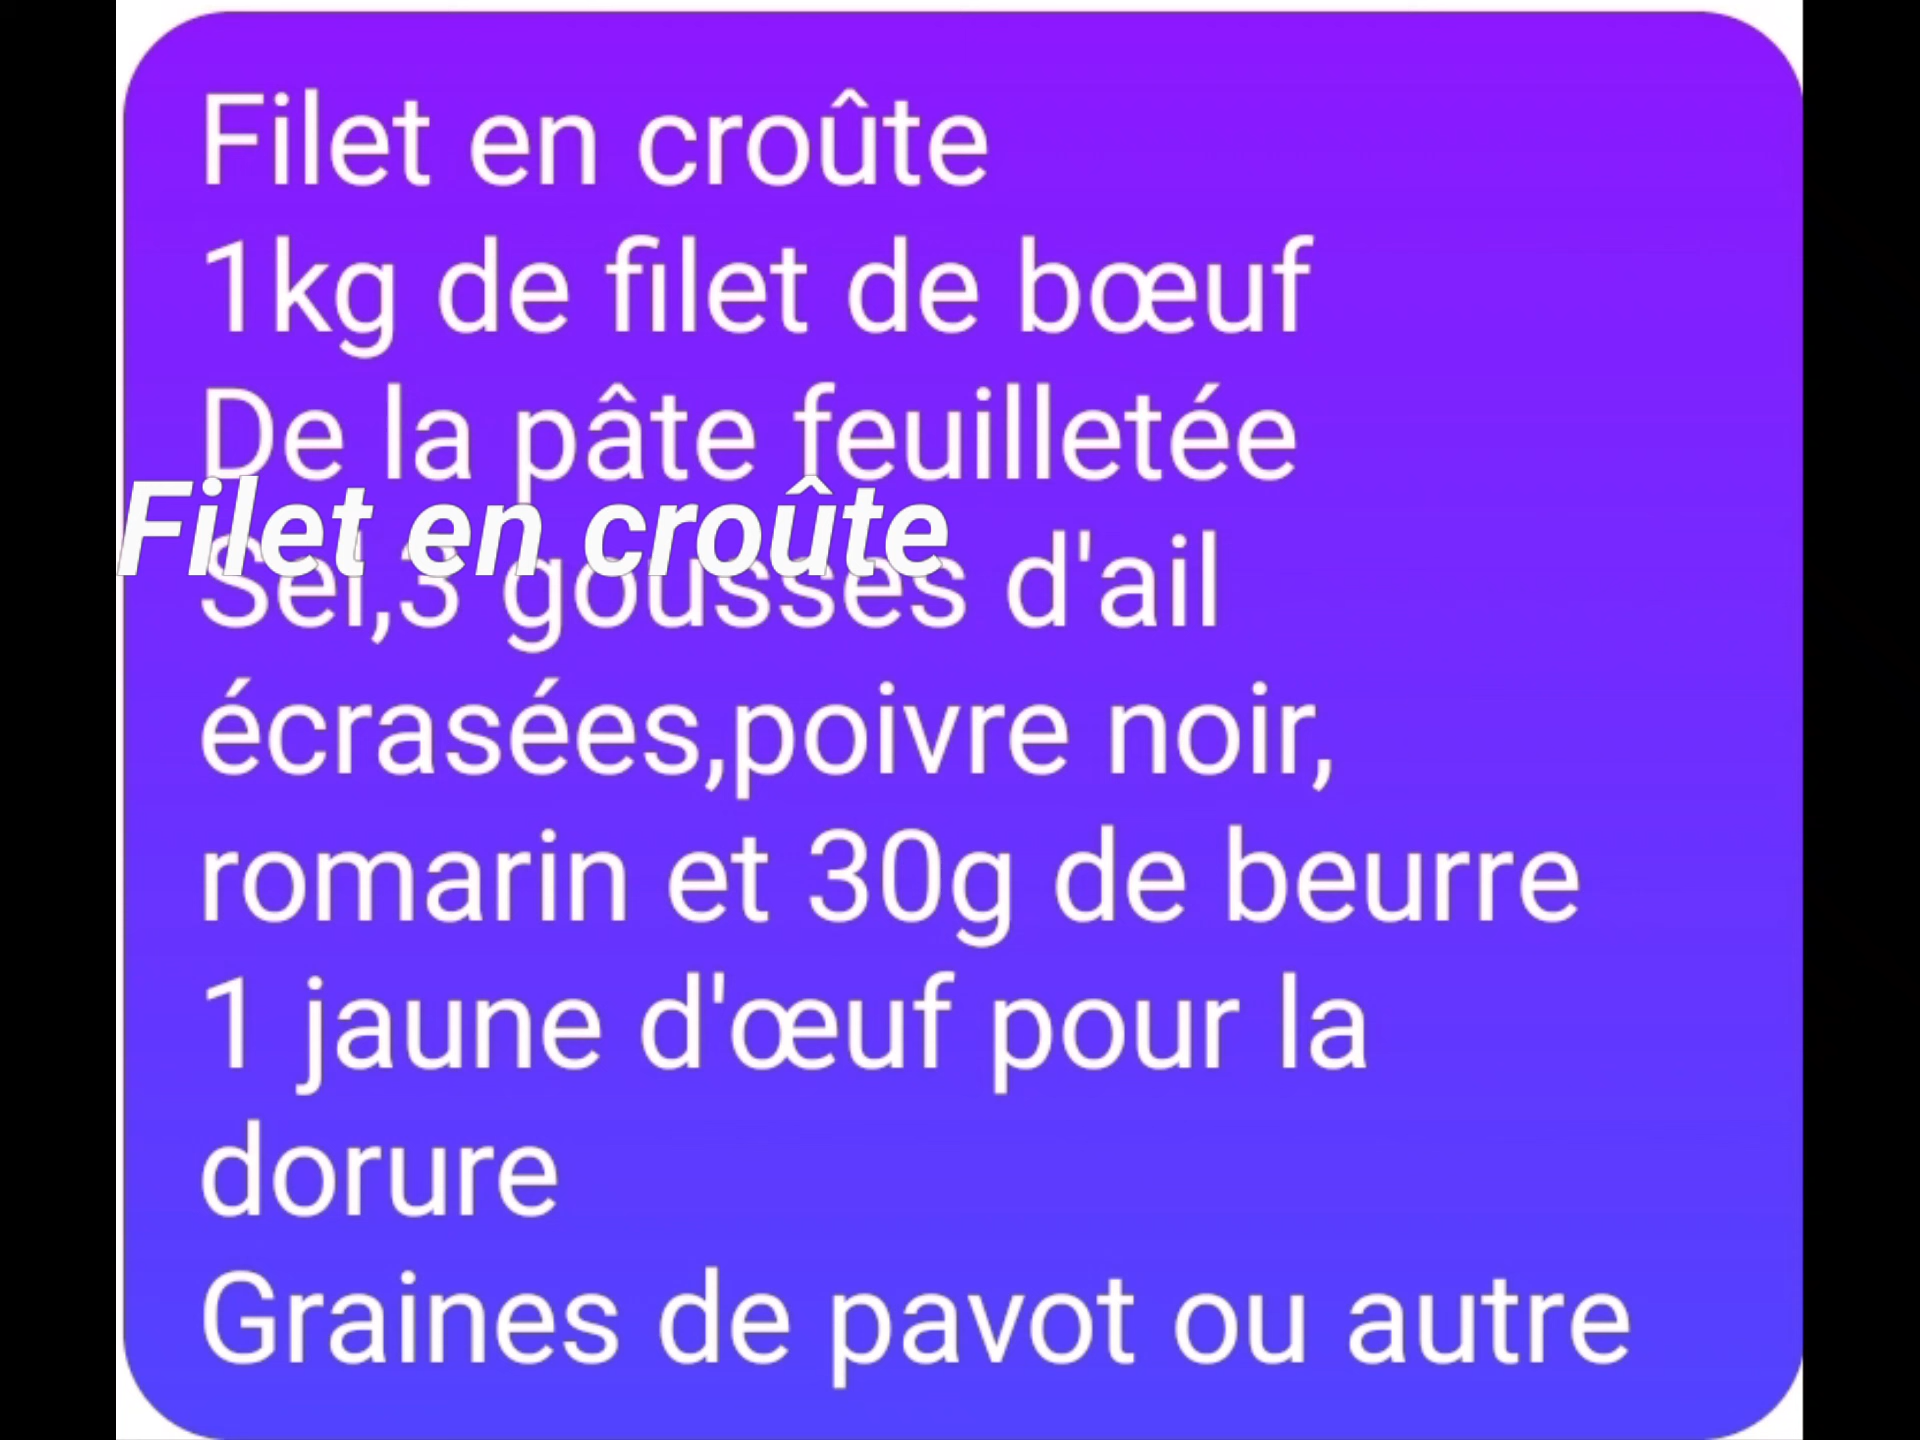 Filet en croûte
1kg de filet de bœuf
De la pâte feuilletée
Filet en croûte
Sel,3 gousses d'ail
écrasées,poivre noir,
romarin et 30g de beurre
1 jaune d'œuf pour la
dorure
Graines de pavot ou autre